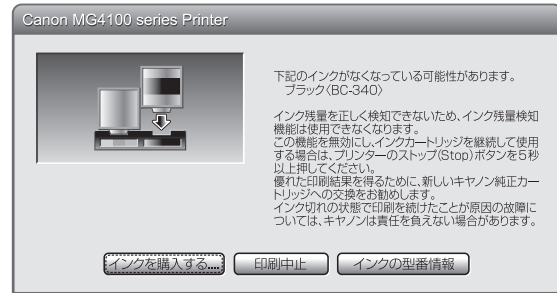 Canon MG4100 series Printer
下記のインクがなくなっている可能性があります。
ブラック〈BC-340〉
インク残量を正しく検知できないため、インク残量検知
機能は使用できなくなります。
この機能を無効にし、インクカートリッジを継続して使用
する場合は、プリンターのストップ(Stop)ボタンを5秒
以上押してください。
優れた印刷結果を得るために、新しいキヤノン純正カー
トリッジへの交換をお勧めします。
インク切れの状態で印刷を続けたことが原因の故障に
ついては、キヤノンは責任を負えない場合があります。
インクを購入する....
印刷中止
インクの型番情報